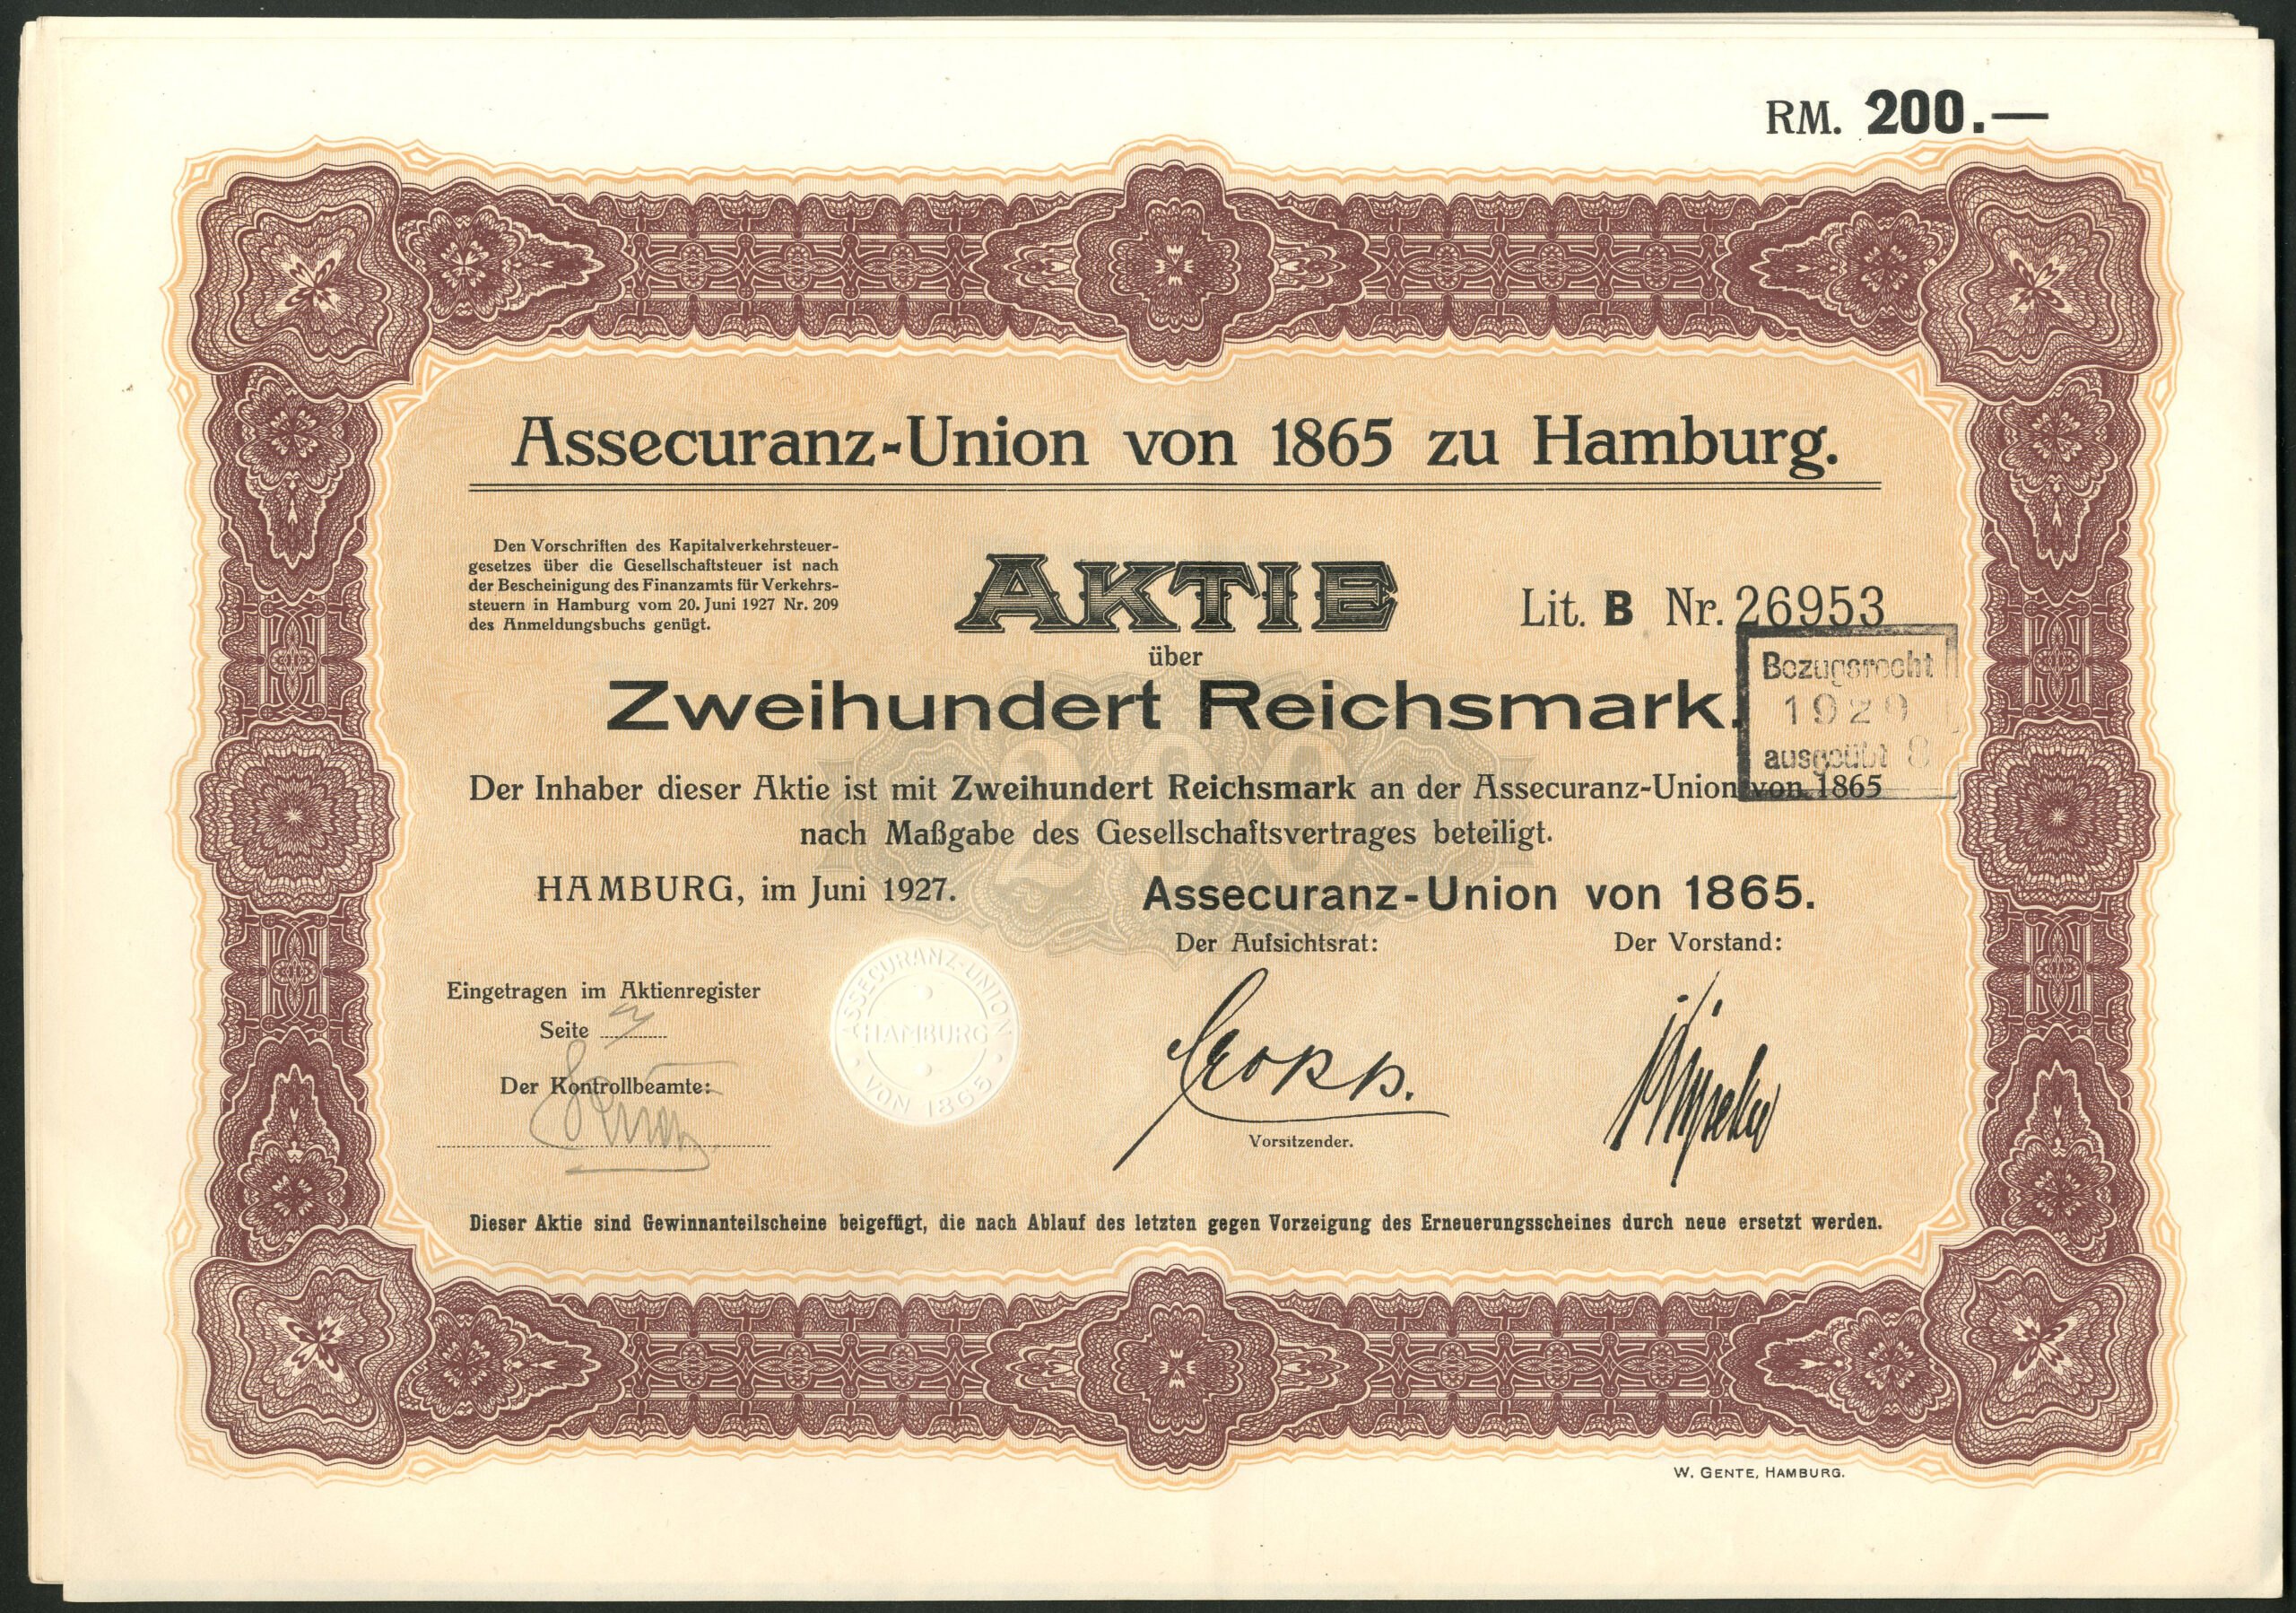 RM. 200.—
Assecuranz-Union von 1865 zu Hamburg.
Den Vorschriften des Kapitalverkehrsteuer-
gesetzes über die Gesellschaftsteuer ist nach
der Bescheinigung des Finanzamts für Verkehrs-
steuern in Hamburg vom 20. Juni 1927 Nr. 209
des Anmeldungsbuchs genügt.
AKTIE
Lit. B Nr. 26953
über
Zweihundert Reichsmark.
Bezugsrecht
1929
ausgeübt 8
Der Inhaber dieser Aktie ist mit Zweihundert Reichsmark an der Assecuranz-Union von 1865
nach Maßgabe des Gesellschaftsvertrages beteiligt.
HAMBURG, im Juni 1927.
Assecuranz-Union von 1865.
Der Aufsichtsrat:
Der Vorstand:
Eingetragen im Aktienregister
Seite
Der Kontrollbeamte:
ASSECURANZ-UNION
HAMBURG
VON 1865
Vorsitzender.
Dieser Aktie sind Gewinnanteilscheine beigefügt, die nach Ablauf des letzten gegen Vorzeigung des Erneuerungsscheines durch neue ersetzt werden.
W. GENTE, HAMBURG.
200